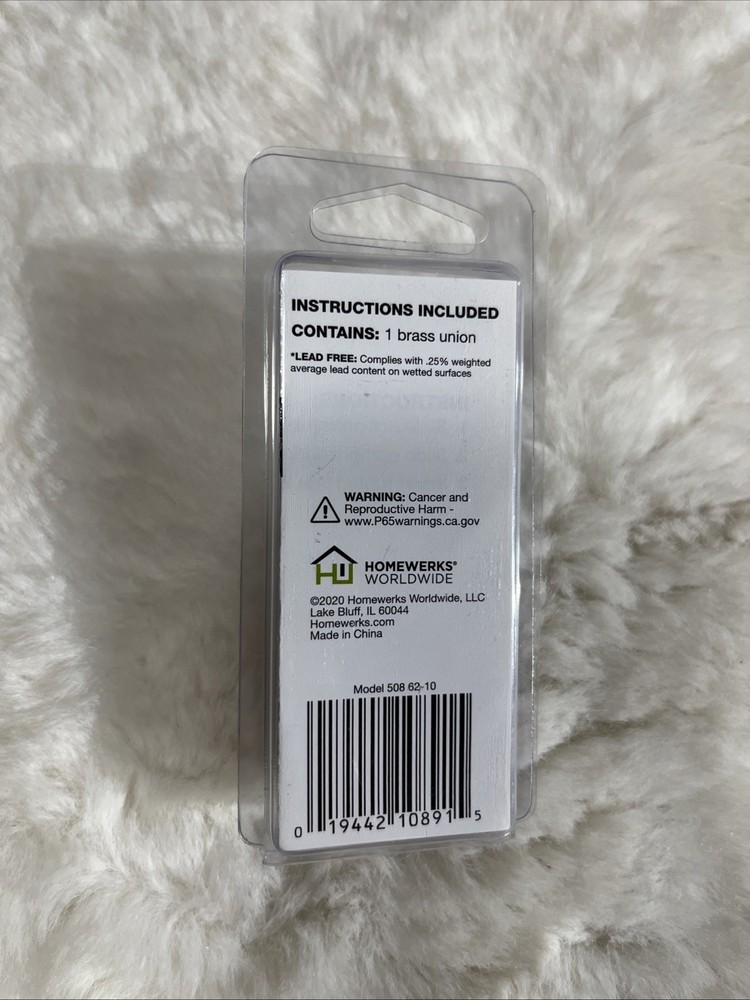 INSTRUCTIONS INCLUDED
CONTAINS: 1 brass union
*LEAD FREE: Complies with .25% weighted
average lead content on wetted surfaces
WARNING: Cancer and
Reproductive Harm -
www.P65warnings.ca.gov
HOMEWERKS®
WORLDWIDE
©2020 Homewerks Worldwide, LLC
Lake Bluff, IL 60044
Homewerks.com
Made in China
Model 508 62-10
0 19442 10891 5